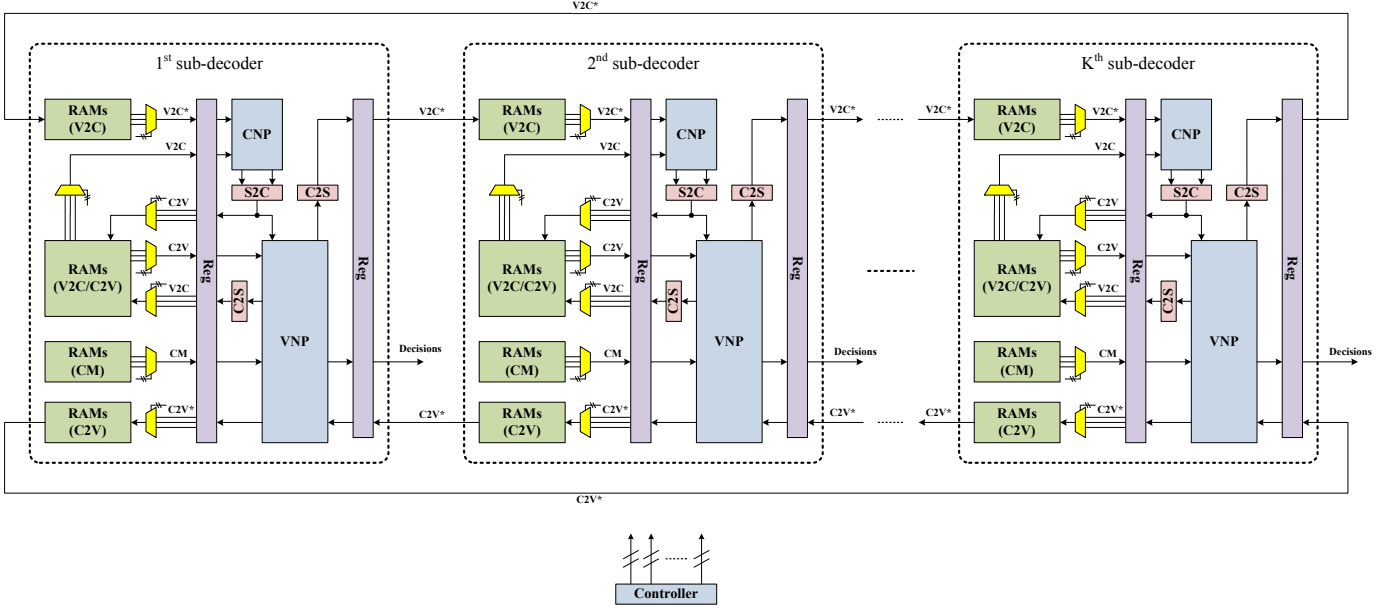 V2C*
1st sub-decoder
RAMs
(V2C)
V2C*
CNP
V2C
S2C
C2S
C2V
RAMs
(V2C/C2V)
C2V
V2C
C2S
Reg
Reg
VNP
RAMs
(CM)
CM
Decisions
RAMs
(C2V)
C2V*
V2C*
C2V*
2nd sub-decoder
RAMs
(V2C)
V2C*
CNP
V2C
S2C
C2S
C2V
RAMs
(V2C/C2V)
C2V
V2C
C2S
Reg
Reg
VNP
RAMs
(CM)
CM
Decisions
RAMs
(C2V)
C2V*
V2C*
V2C*
C2V*
C2V*
Kth sub-decoder
RAMs
(V2C)
V2C*
CNP
V2C
S2C
C2S
C2V
RAMs
(V2C/C2V)
C2V
V2C
C2S
Reg
Reg
VNP
RAMs
(CM)
CM
Decisions
RAMs
(C2V)
C2V*
C2V*
Controller